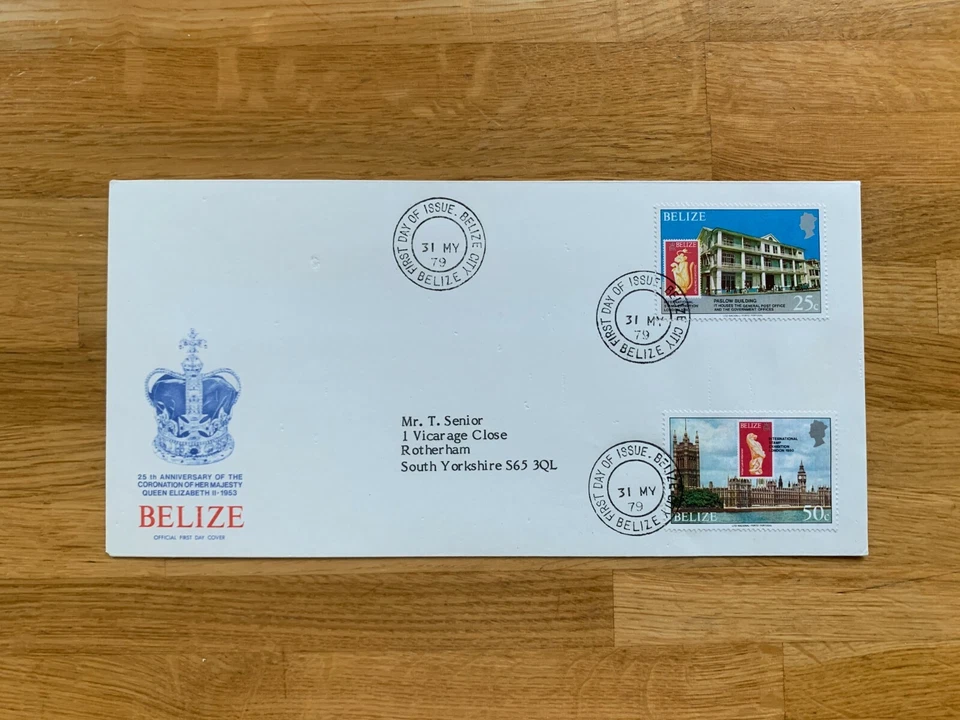 FIRST DAY OF ISSUE. BELIZE CITY
31 MY
79
BELIZE
BELIZE
BELIZE
PASLOW BUILDING
IT HOUSES THE GENERAL POST OFFICE
AND THE GOVERNMENT OFFICES
25c
FIRST DAY OF ISSUE. BELIZE CITY
31 MY
79
BELIZE
Mr. T. Senior
1 Vicarage Close
Rotherham
South Yorkshire S65 3QL
BELIZE
INTERNATIONAL
STAMP
EXHIBITION
LONDON 1980
BELIZE
50c
FIRST DAY OF ISSUE. BELIZE CITY
31 MY
79
BELIZE
25th ANNIVERSARY OF THE
CORONATION OF HER MAJESTY
QUEEN ELIZABETH II-1953
BELIZE
OFFICIAL FIRST DAY COVER